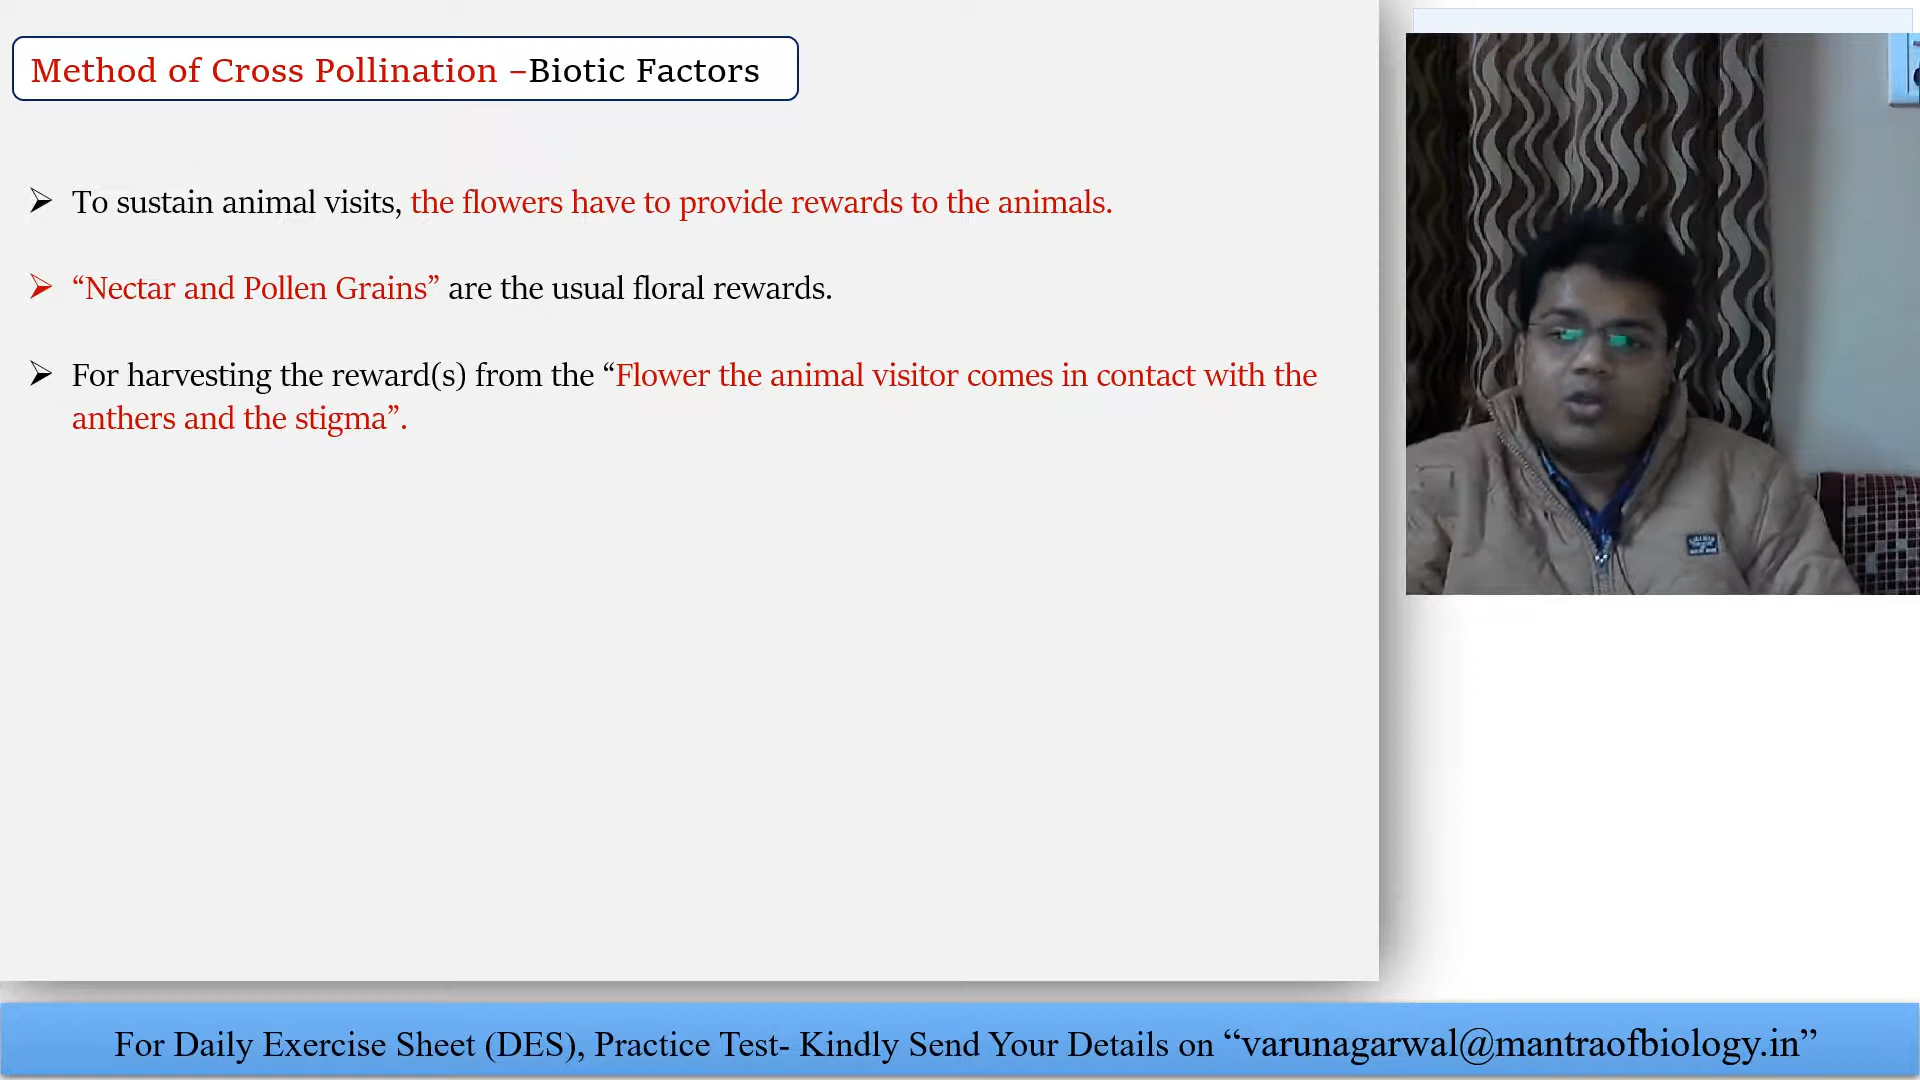 Method of Cross Pollination –Biotic Factors
➢ To sustain animal visits, the flowers have to provide rewards to the animals.
➢ “Nectar and Pollen Grains” are the usual floral rewards.
➢ For harvesting the reward(s) from the “Flower the animal visitor comes in contact with the
anthers and the stigma”.
For Daily Exercise Sheet (DES), Practice Test- Kindly Send Your Details on “varunagarwal@mantraofbiology.in”